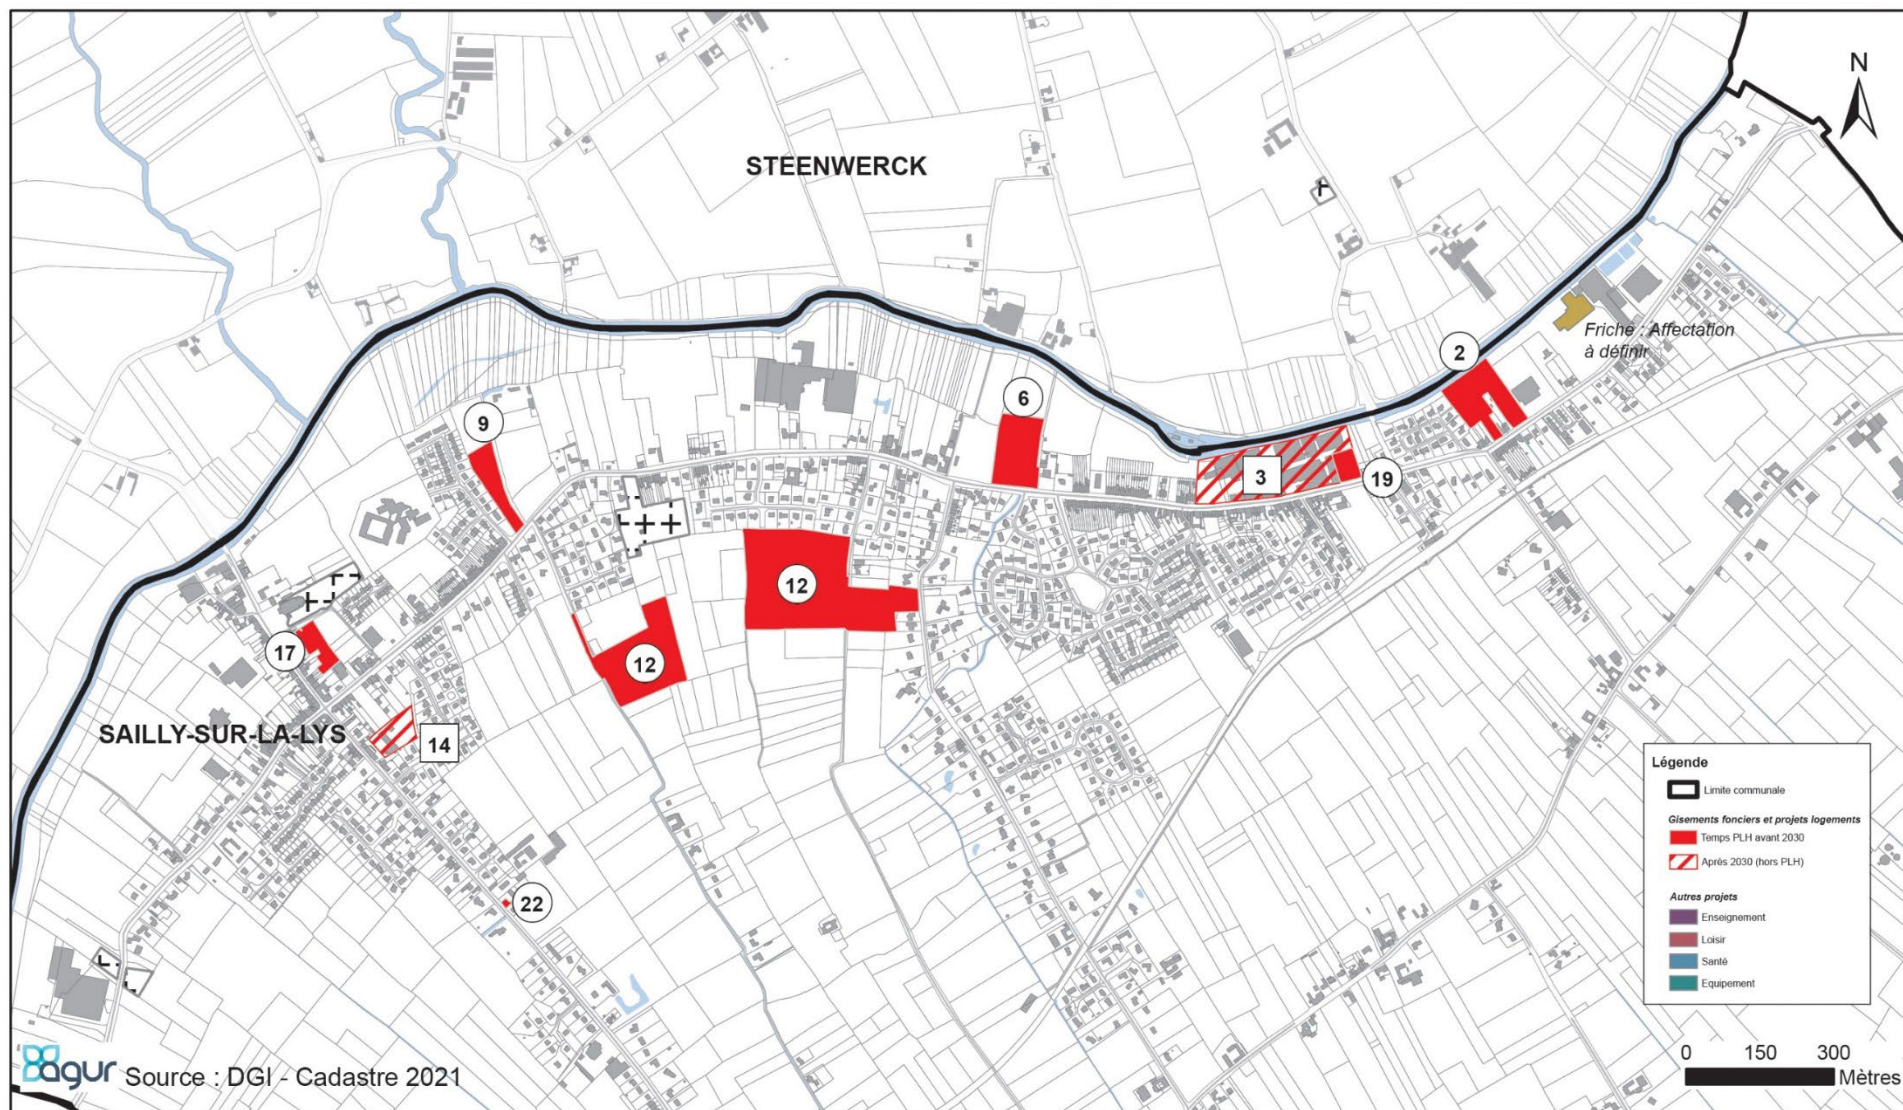 N
STEENWERCK
Friche : Affectation
à définir
2
6
9
3
19
12
12
17
SAILLY-SUR-LA-LYS
14
22
Légende
Limite communale
Gisements fonciers et projets logements
Temps PLH avant 2030
Après 2030 (hors PLH)
Autres projets
Enseignement
Loisir
Santé
Equipement
0 150 300
Mètres
agur Source : DGI - Cadastre 2021